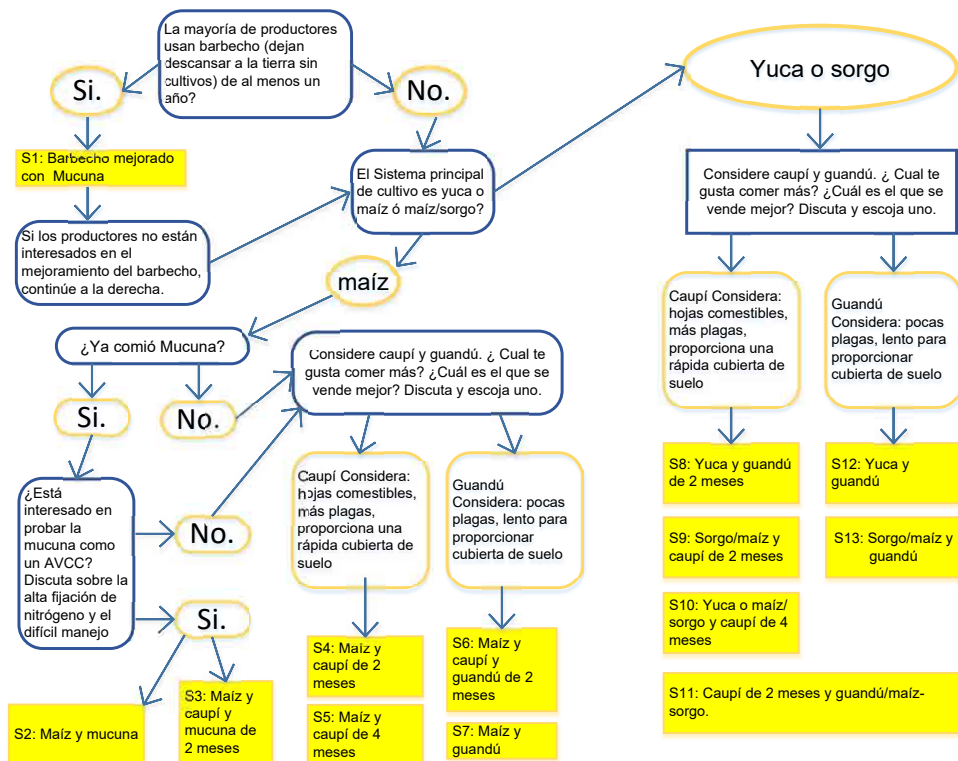 La mayoría de productores
usan barbecho (dejan
descansar a la tierra sin
cultivos) de al menos un
año?
Si.
No.
S1: Barbecho mejorado
con Mucuna
Si los productores no están
interesados en el
mejoramiento del barbecho,
continúe a la derecha.
El Sistema principal
de cultivo es yuca o
maíz ó maíz/sorgo?
Yuca o sorgo
maíz
¿Ya comió Mucuna?
Si.
No.
¿Está
interesado en
probar la
mucuna como
un AVCC?
Discuta sobre la
alta fijación de
nitrógeno y el
difícil manejo
No.
Si.
S2: Maíz y mucuna
S3: Maíz y
caupí y
mucuna de
2 meses
Considere caupí y guandú. ¿ Cual te
gusta comer más? ¿Cuál es el que se
vende mejor? Discuta y escoja uno.
Caupí Considera:
hojas comestibles,
más plagas,
proporciona una
rápida cubierta de
suelo
Guandú
Considera: pocas
plagas, lento para
proporcionar
cubierta de suelo
S4: Maíz y
caupí de 2
meses
S5: Maíz y
caupí de 4
meses
S6: Maíz y
caupí y
guandú de 2
meses
S7: Maíz y
guandú
Considere caupí y guandú. ¿ Cual te
gusta comer más? ¿Cuál es el que se
vende mejor? Discuta y escoja uno.
Caupí Considera:
hojas comestibles,
más plagas,
proporciona una
rápida cubierta de
suelo
Guandú
Considera: pocas
plagas, lento para
proporcionar
cubierta de suelo
S8: Yuca y guandú
de 2 meses
S9: Sorgo/maíz y
caupí de 2 meses
S10: Yuca o maíz/
sorgo y caupí de 4
meses
S12: Yuca y
guandú
S13: Sorgo/maíz y
guandú
S11: Caupí de 2 meses y guandú/maíz-
sorgo.